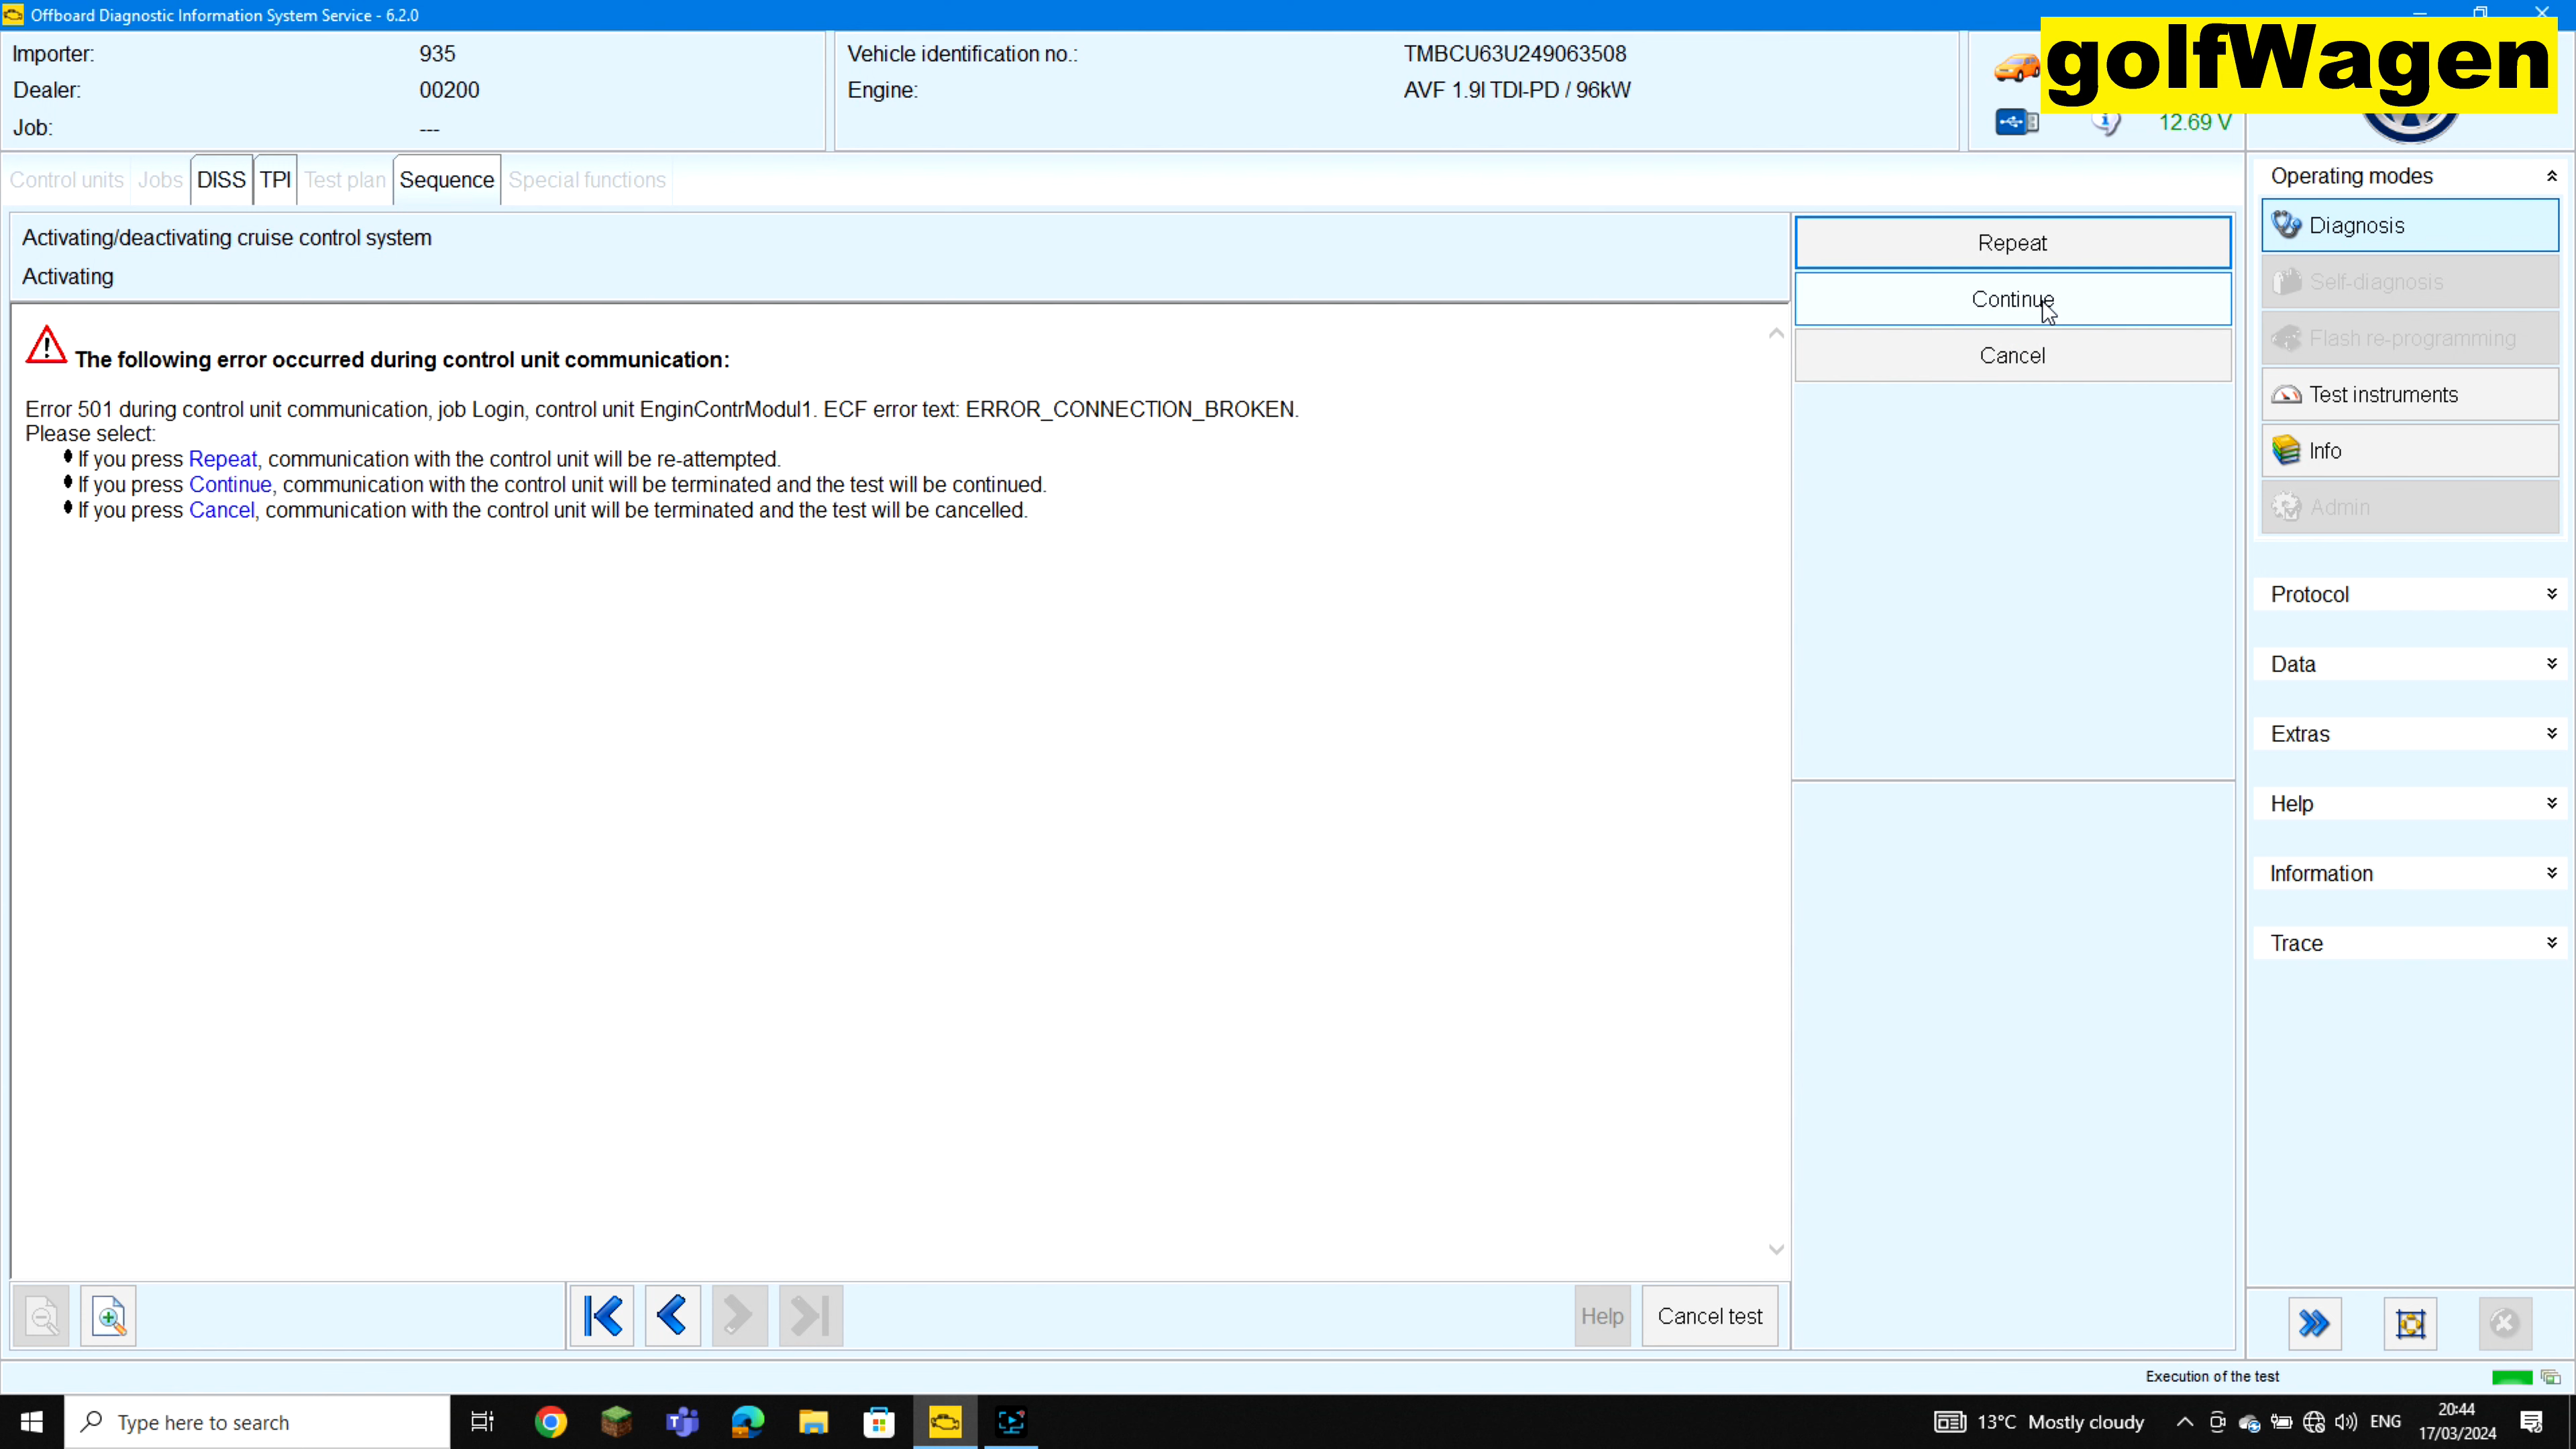 Offboard Diagnostic Information System Service - 6.2.0
golfWagen
Importer: 935
Dealer: 00200
Job: ---
Vehicle identification no.: TMBCU63U249063508
Engine: AVF 1.9l TDI-PD / 96kW
12.69 V
Control units Jobs DISS TPI Test plan Sequence Special functions
Activating/deactivating cruise control system
Activating
The following error occurred during control unit communication:
Error 501 during control unit communication, job Login, control unit EnginContrModul1. ECF error text: ERROR_CONNECTION_BROKEN.
Please select:
If you press Repeat, communication with the control unit will be re-attempted.
If you press Continue, communication with the control unit will be terminated and the test will be continued.
If you press Cancel, communication with the control unit will be terminated and the test will be cancelled.
Repeat
Continue
Cancel
Operating modes
Diagnosis
Self-diagnosis
Flash re-programming
Test instruments
Info
Admin
Protocol
Data
Extras
Help
Information
Trace
Help
Cancel test
Execution of the test
Type here to search
13°C Mostly cloudy
ENG
20:44
17/03/2024